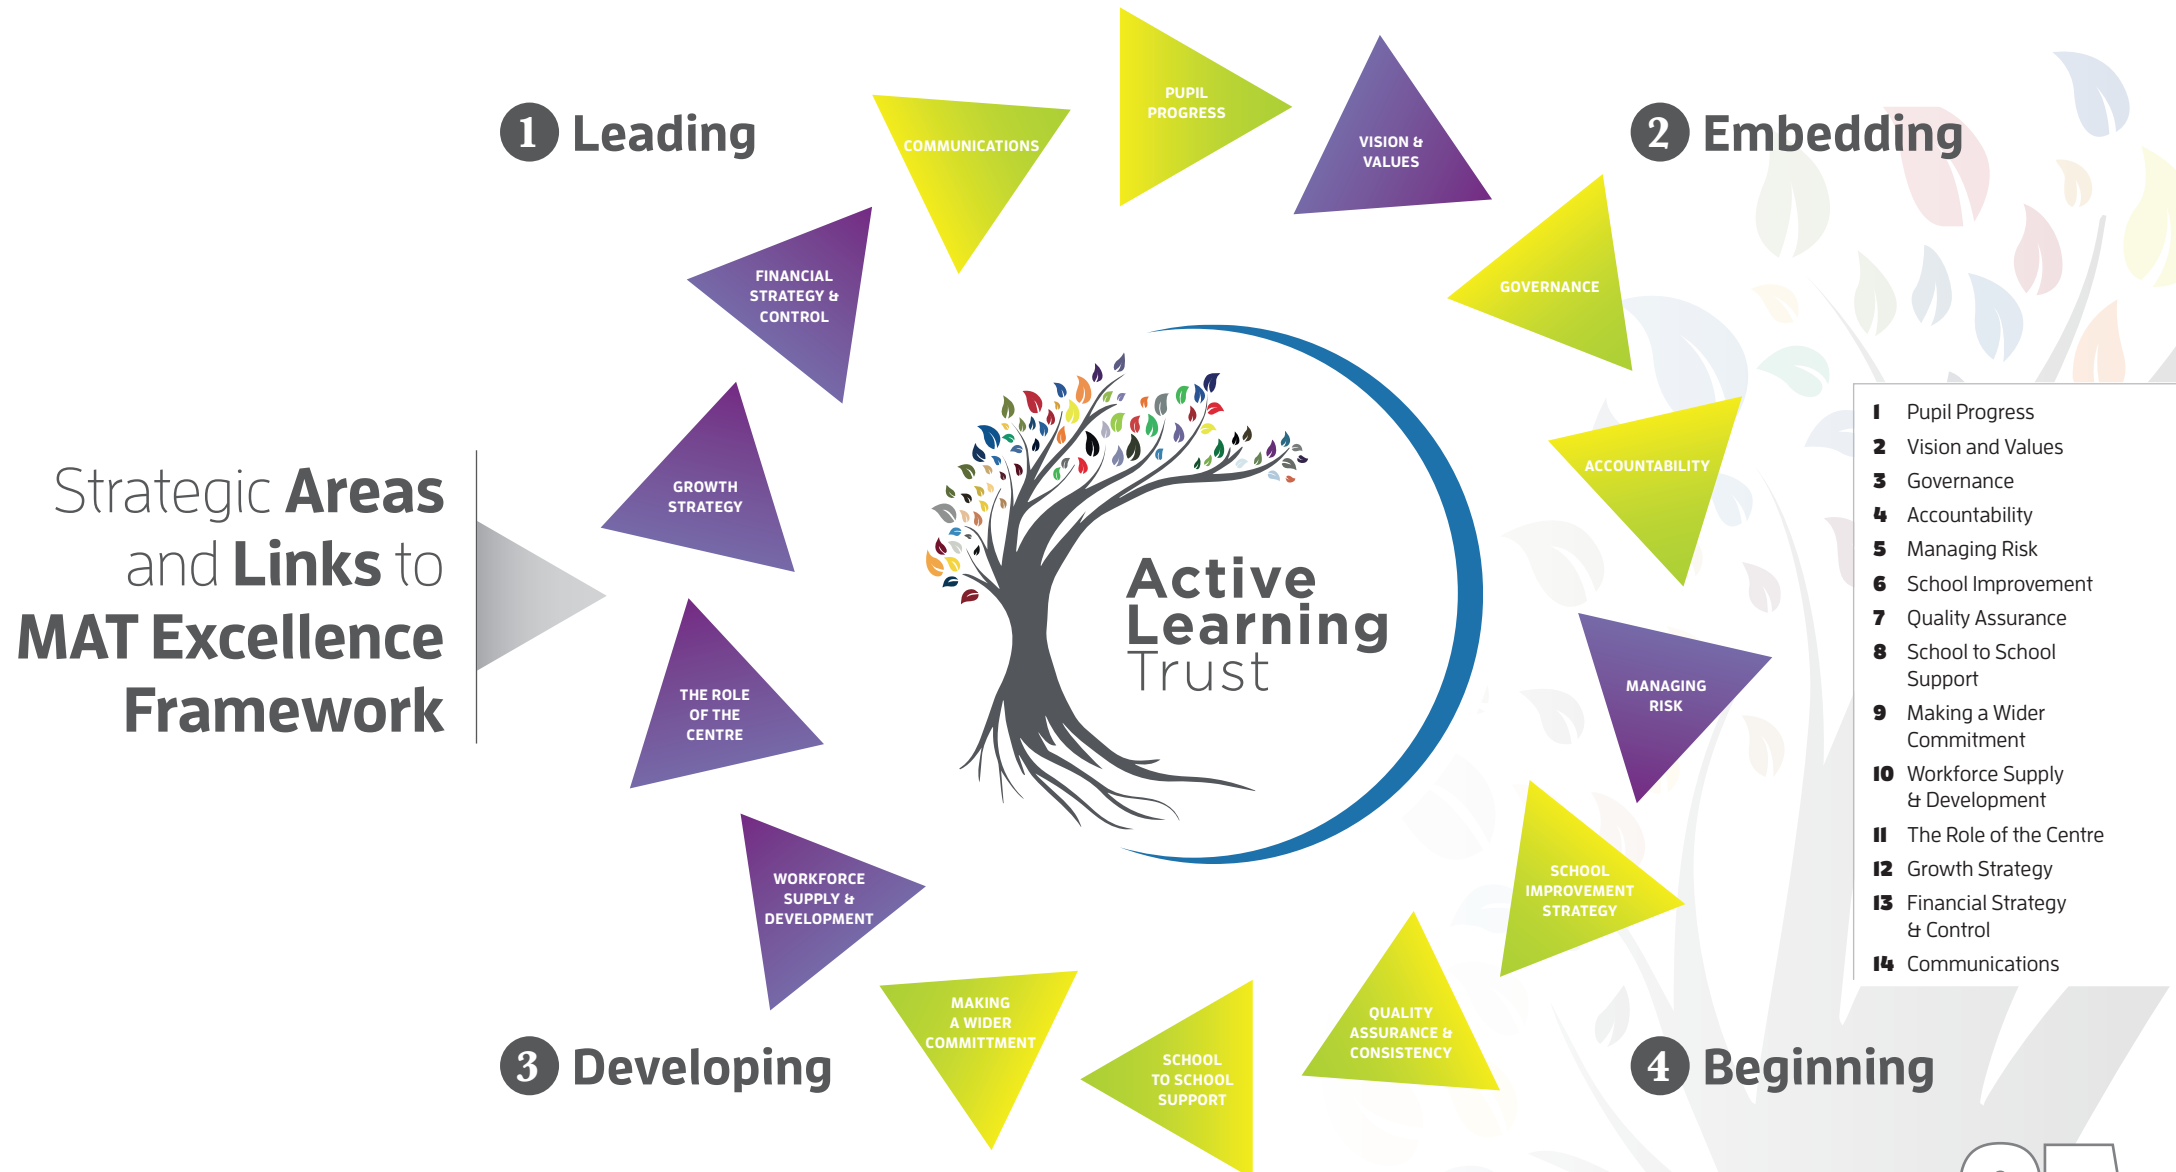 Strategic Areas
and Links to
MAT Excellence
Framework
1 Leading
2 Embedding
3 Developing
4 Beginning
PUPIL
PROGRESS
VISION &
VALUES
GOVERNANCE
ACCOUNTABILITY
MANAGING
RISK
SCHOOL
IMPROVEMENT
STRATEGY
QUALITY
ASSURANCE &
CONSISTENCY
SCHOOL
TO SCHOOL
SUPPORT
MAKING
A WIDER
COMMITTMENT
WORKFORCE
SUPPLY &
DEVELOPMENT
THE ROLE
OF THE
CENTRE
GROWTH
STRATEGY
FINANCIAL
STRATEGY &
CONTROL
COMMUNICATIONS
Active
Learning
Trust
1 Pupil Progress
2 Vision and Values
3 Governance
4 Accountability
5 Managing Risk
6 School Improvement
7 Quality Assurance
8 School to School
Support
9 Making a Wider
Commitment
10 Workforce Supply
& Development
11 The Role of the Centre
12 Growth Strategy
13 Financial Strategy
& Control
14 Communications